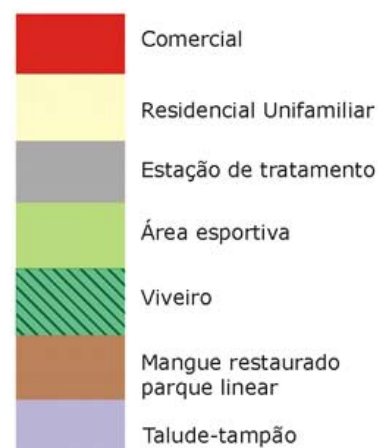 Comercial
Residencial Unifamiliar
Estação de tratamento
Área esportiva
Viveiro
Mangue restaurado
parque linear
Talude-tampão